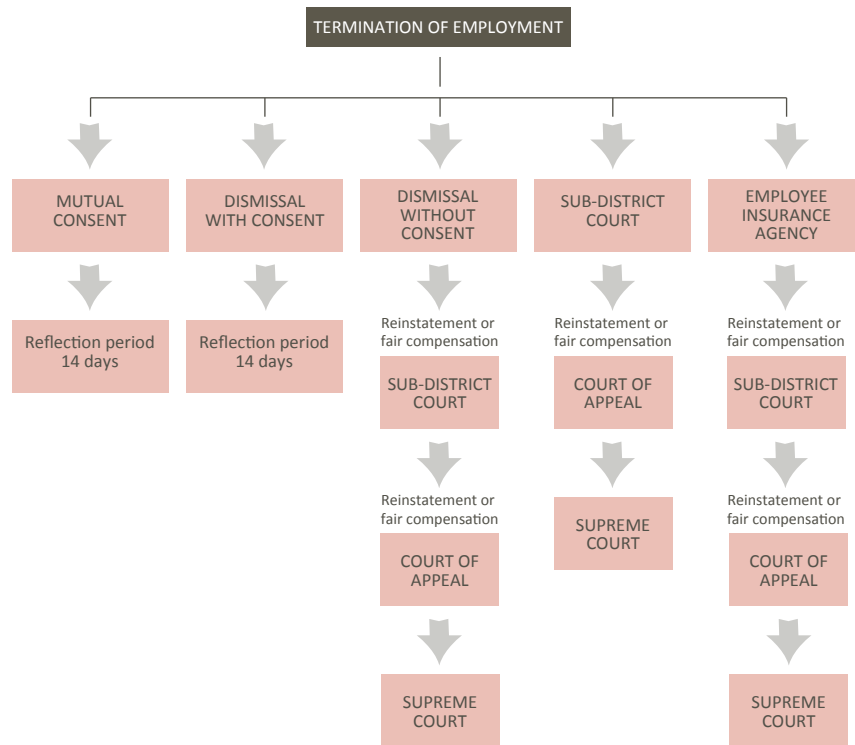 TERMINATION OF EMPLOYMENT
MUTUAL
CONSENT
DISMISSAL
WITH CONSENT
DISMISSAL
WITHOUT
CONSENT
SUB-DISTRICT
COURT
EMPLOYEE
INSURANCE
AGENCY
Reflection period
14 days
Reflection period
14 days
Reinstatement or
fair compensation
SUB-DISTRICT
COURT
Reinstatement or
fair compensation
COURT OF
APPEAL
Reinstatement or
fair compensation
SUB-DISTRICT
COURT
Reinstatement or
fair compensation
COURT OF
APPEAL
SUPREME
COURT
Reinstatement or
fair compensation
COURT OF
APPEAL
SUPREME
COURT
SUPREME
COURT